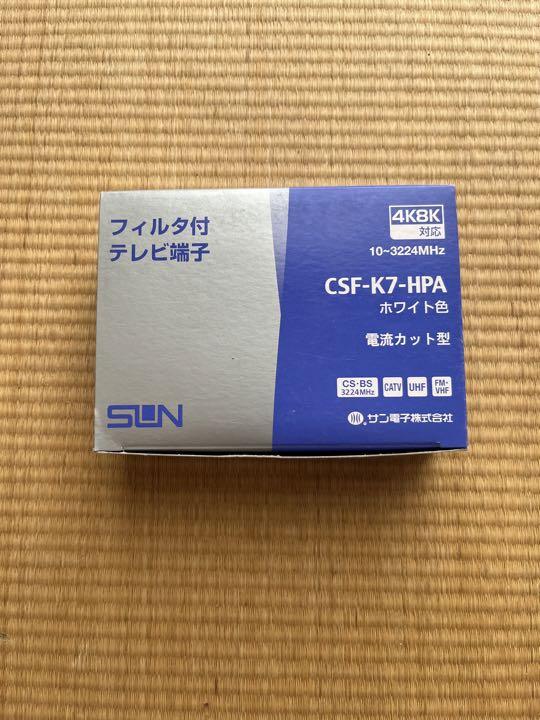 フィルタ付
テレビ端子
4K8K
対応
10~3224MHz
CSF-K7-HPA
ホワイト色
電流カット型
CS・BS
3224MHz
CATV
UHF
FM・
VHF
SUN
サン電子株式会社